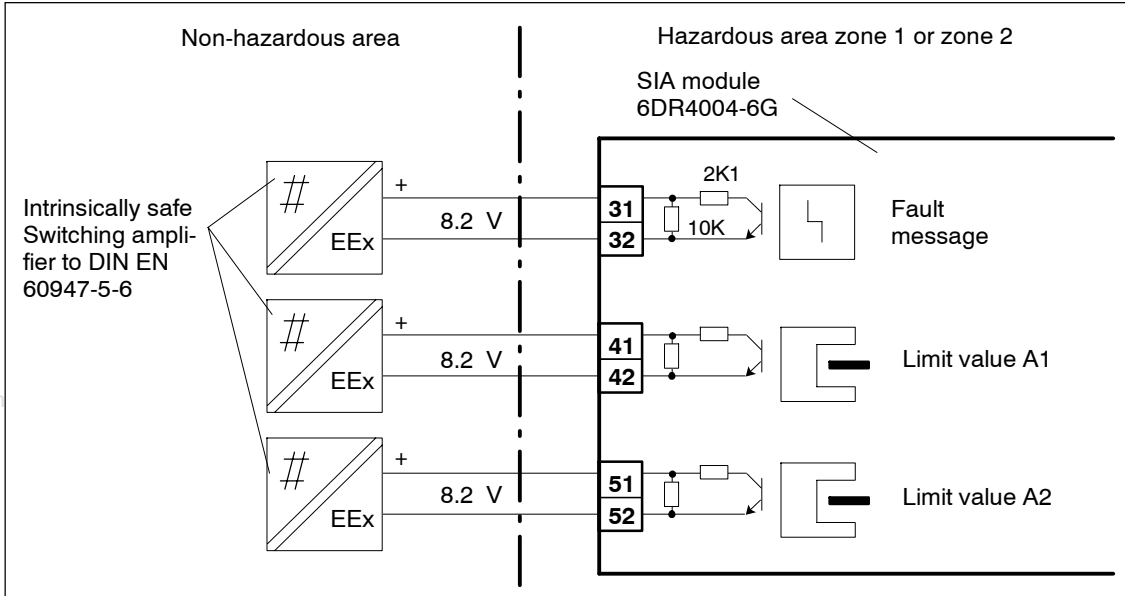 Non-hazardous area
Hazardous area zone 1 or zone 2
SIA module
6DR4004-6G
Intrinsically safe
Switching ampli-
fier to DIN EN
60947-5-6
#
EEx
+
8.2 V
31
32
2K1
10K
Fault
message
#
EEx
+
8.2 V
41
42
Limit value A1
#
EEx
+
8.2 V
51
52
Limit value A2